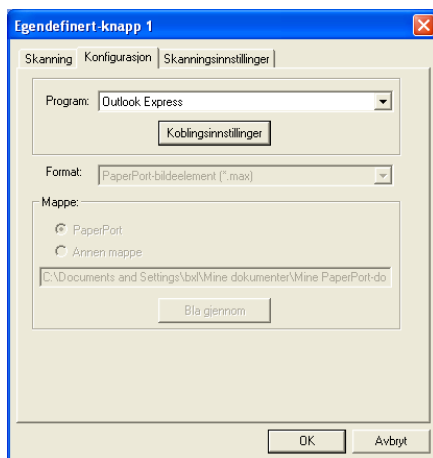 Egendefinert-knapp 1
Skanning Konfigurasjon Skanningsinnstillinger
Program: Outlook Express
Koblingsinnstillinger
Format: PaperPort-bildeelement (*.max)
Mappe:
PaperPort
Annen mappe
C:\Documents and Settings\bxl\Mine dokumenter\Mine PaperPort-do
Bla gjennom
OK Avbryt